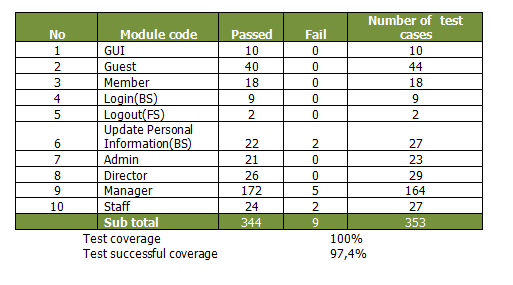 No Module code Passed Fail Number of test cases
1 GUI 10 0 10
2 Guest 40 0 44
3 Member 18 0 18
4 Login(BS) 9 0 9
5 Logout(FS) 2 0 2
6 Update Personal Information(BS) 22 2 27
7 Admin 21 0 23
8 Director 26 0 29
9 Manager 172 5 164
10 Staff 24 2 27
Sub total 344 9 353
Test coverage 100%
Test successful coverage 97,4%